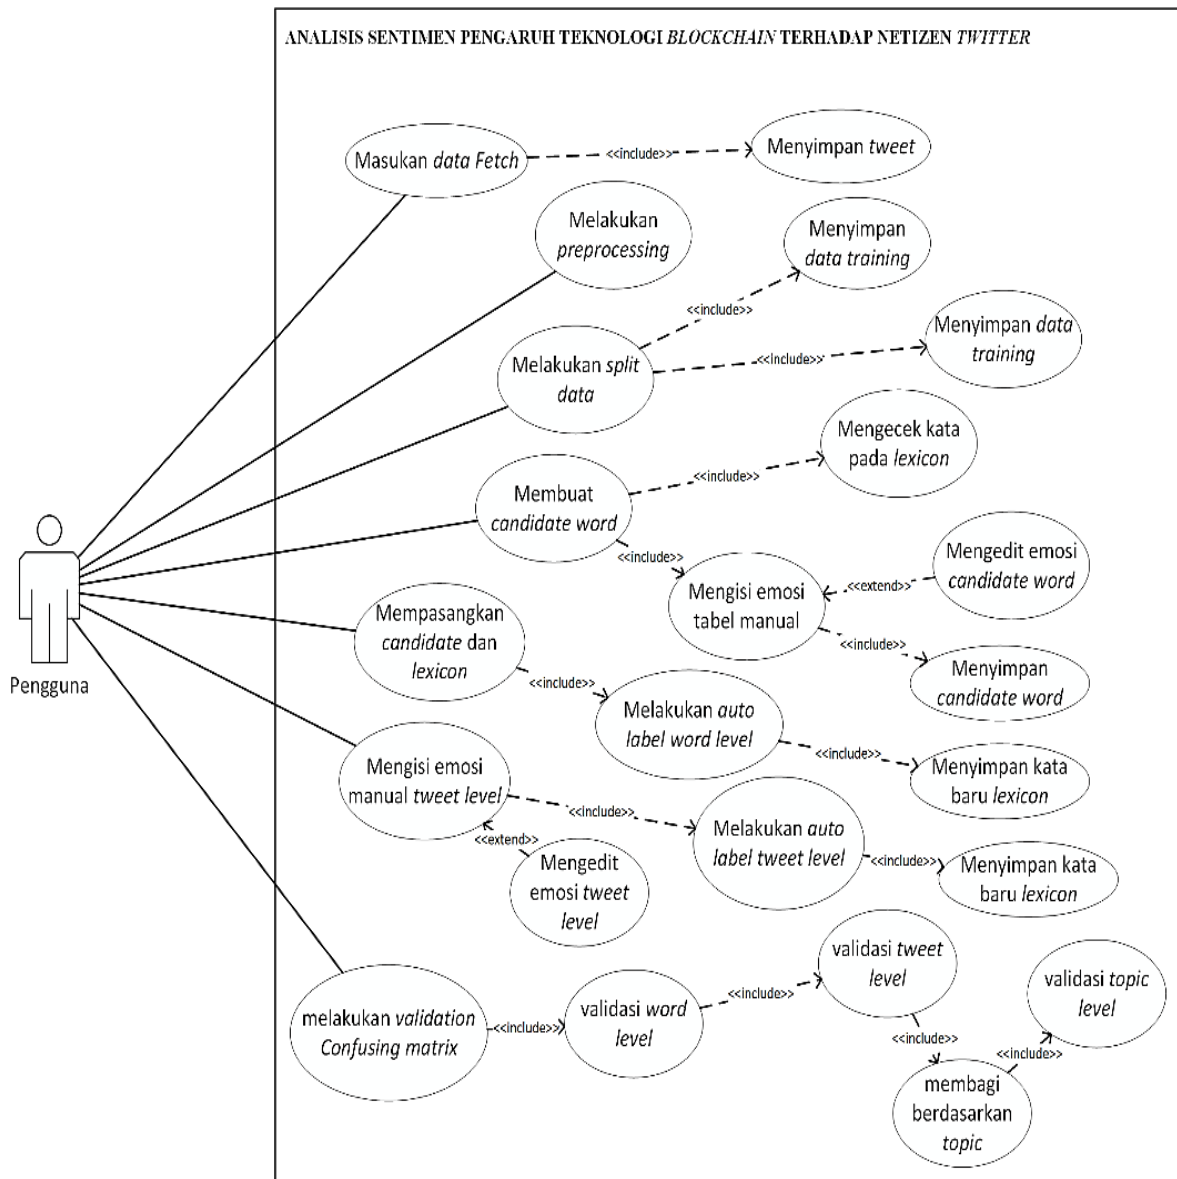 ANALISIS SENTIMEN PENGARUH TEKNOLOGI BLOCKCHAIN TERHADAP NETIZEN TWITTER
Masukan data Fetch
<<include>>
Menyimpan tweet
Melakukan
preprocessing
Menyimpan
data training
<<include>>
Melakukan split
data
<<include>>
Menyimpan data
training
Mengecek kata
pada lexicon
<<include>>
Membuat
candidate word
<<include>>
Mengisi emosi
tabel manual
<<extend>>
Mengedit emosi
candidate word
<<include>>
Menyimpan
candidate word
Pengguna
Mempasangkan
candidate dan
lexicon
<<include>>
Melakukan auto
label word level
<<include>>
Menyimpan kata
baru lexicon
Mengisi emosi
manual tweet level
<<include>>
<<extend>>
Mengedit
emosi tweet
level
Melakukan auto
label tweet level
<<include>>
Menyimpan kata
baru lexicon
melakukan validation
Confusing matrix
<<include>>
validasi word
level
<<include>>
validasi tweet
level
<<include>>
membagi
berdasarkan
topic
<<include>>
validasi topic
level